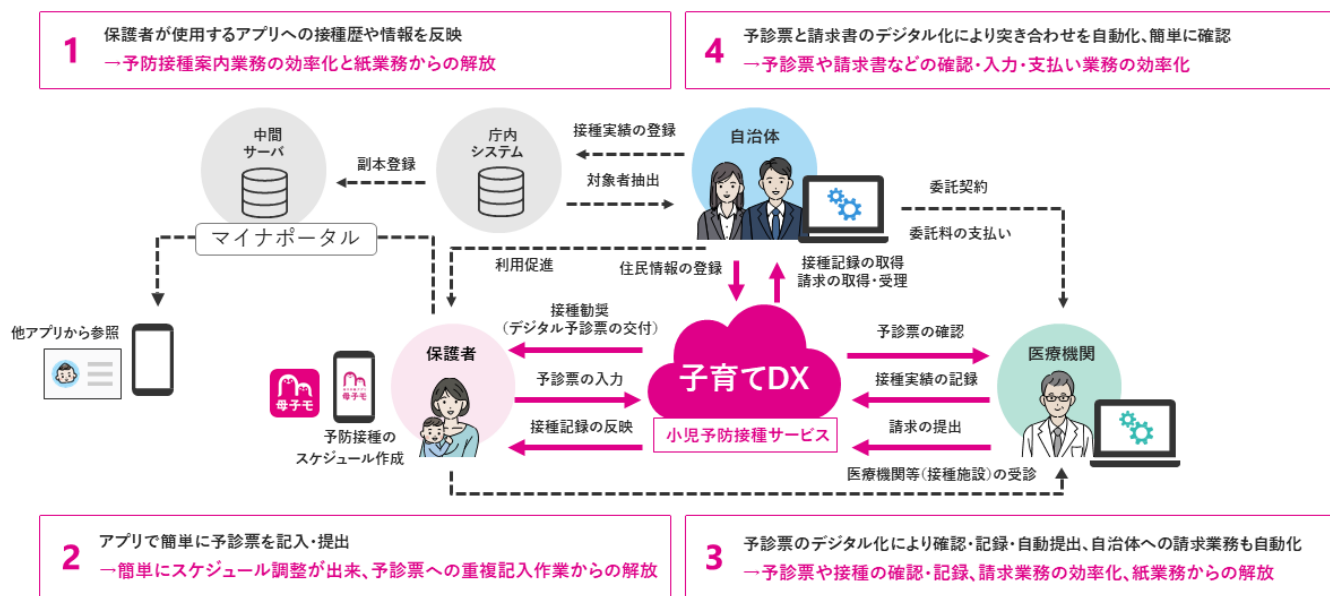 1
保護者が使用するアプリへの接種歴や情報を反映
→予防接種案内業務の効率化と紙業務からの解放
4
予診票と請求書のデジタル化により突き合わせを自動化、簡単に確認
→予診票や請求書などの確認・入力・支払い業務の効率化
中間
サーバ
副本登録
庁内
システム
接種実績の登録
対象者抽出
自治体
委託契約
委託料の支払い
マイナポータル
利用促進
住民情報の登録
接種記録の取得
請求の取得・受理
他アプリから参照
母子モ
母子モ
予防接種の
スケジュール作成
保護者
接種勧奨
(デジタル予診票の交付)
予診票の入力
接種記録の反映
子育てDX
小児予防接種サービス
予診票の確認
接種実績の記録
請求の提出
医療機関
医療機関等(接種施設)の受診
2
アプリで簡単に予診票を記入・提出
→簡単にスケジュール調整が出来、予診票への重複記入作業からの解放
3
予診票のデジタル化により確認・記録・自動提出、自治体への請求業務も自動化
→予診票や接種の確認・記録、請求業務の効率化、紙業務からの解放